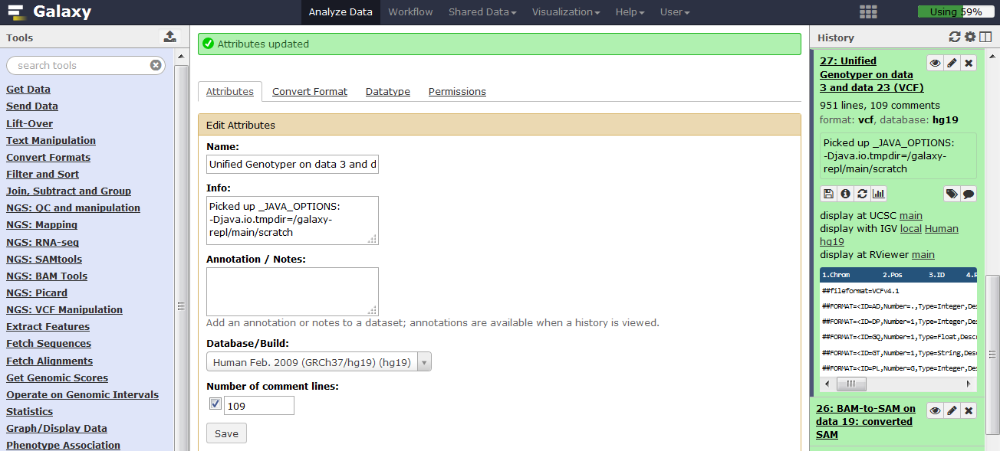 Galaxy
Analyze Data
Workflow
Shared Data
Visualization
Help
User
Using 59%
Tools
search tools
Get Data
Send Data
Lift-Over
Text Manipulation
Convert Formats
Filter and Sort
Join, Subtract and Group
NGS: QC and manipulation
NGS: Mapping
NGS: RNA-seq
NGS: SAMtools
NGS: BAM Tools
NGS: Picard
NGS: VCF Manipulation
Extract Features
Fetch Sequences
Fetch Alignments
Get Genomic Scores
Operate on Genomic Intervals
Statistics
Graph/Display Data
Phenotype Association
Attributes updated
Attributes
Convert Format
Datatype
Permissions
Edit Attributes
Name:
Unified Genotyper on data 3 and d
Info:
Picked up _JAVA_OPTIONS:
-Djava.io.tmpdir=/galaxy-
repl/main/scratch
Annotation / Notes:
Add an annotation or notes to a dataset; annotations are available when a history is viewed.
Database/Build:
Human Feb. 2009 (GRCh37/hg19) (hg19)
Number of comment lines:
109
Save
History
27: Unified
Genotyper on data
3 and data 23 (VCF)
951 lines, 109 comments
format: vcf, database: hg19
Picked up _JAVA_OPTIONS:
-Djava.io.tmpdir=/galaxy-
repl/main/scratch
display at UCSC main
display with IGV local Human
hg19
display at RViewer main
1.Chrom 2.Pos 3.ID 4.R
##fileformat=VCFv4.1
##FORMAT=<ID=AD,Number=.,Type=Integer,Des
##FORMAT=<ID=DP,Number=1,Type=Integer,Des
##FORMAT=<ID=GQ,Number=1,Type=Float,Descr
##FORMAT=<ID=GT,Number=1,Type=String,Desc
##FORMAT=<ID=PL,Number=G,Type=Integer,Des
26: BAM-to-SAM on
data 19: converted
SAM